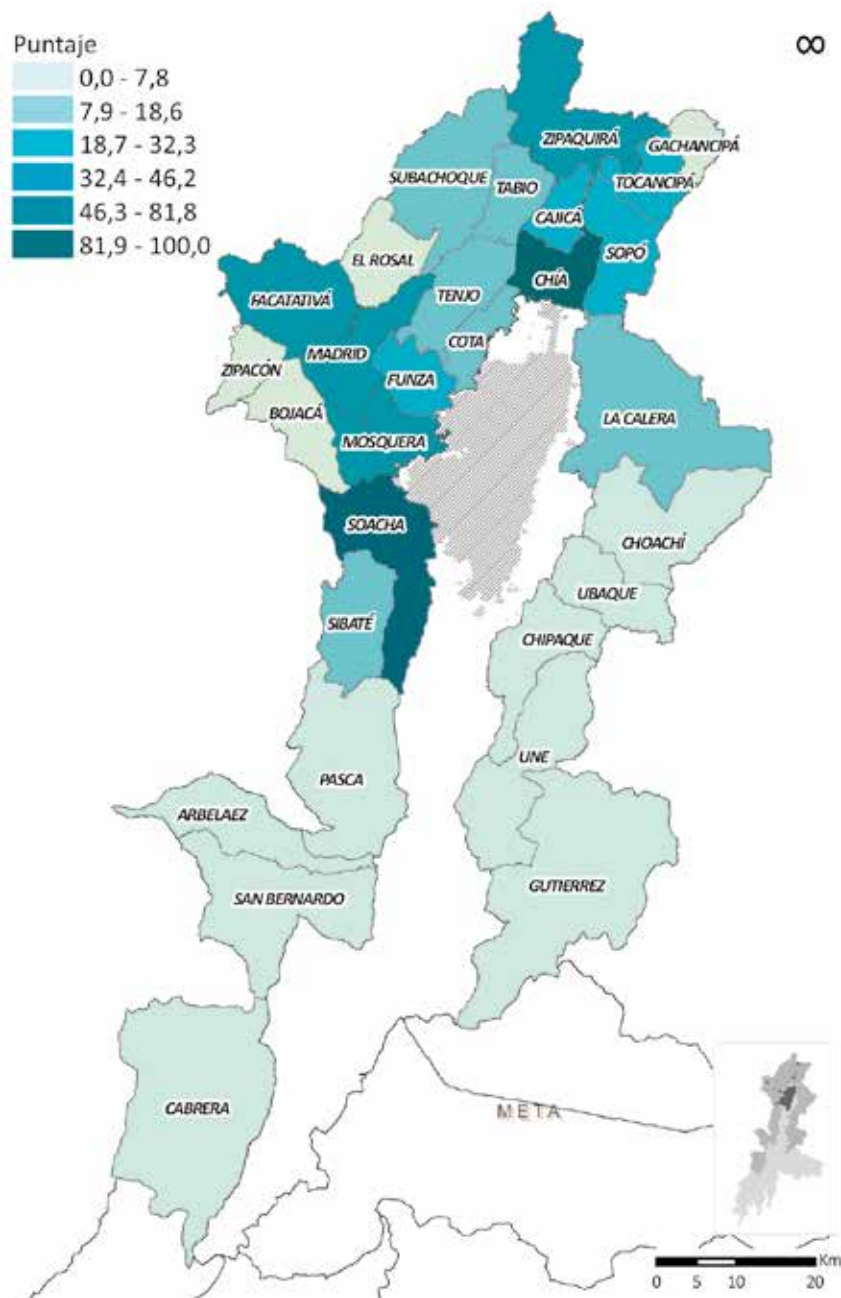 Puntaje
0,0 - 7,8
7,9 - 18,6
18,7 - 32,3
32,4 - 46,2
46,3 - 81,8
81,9 - 100,0
∞
ZIPAQUIRÁ
GACHANCIPÁ
SUBACHOQUE
TABIO
TOCANCIPÁ
CAJICÁ
SOPÓ
EL ROSAL
CHÍA
TENJO
FACATATIVÁ
COTA
MADRID
ZIPACÓN
FUNZA
BOJACÁ
LA CALERA
MOSQUERA
SOACHA
CHOACHÍ
UBAQUE
SIBATÉ
CHIPAQUE
UNE
PASCA
ARBELAEZ
GUTIERREZ
SAN BERNARDO
CABRERA
META
Km
0 5 10 20